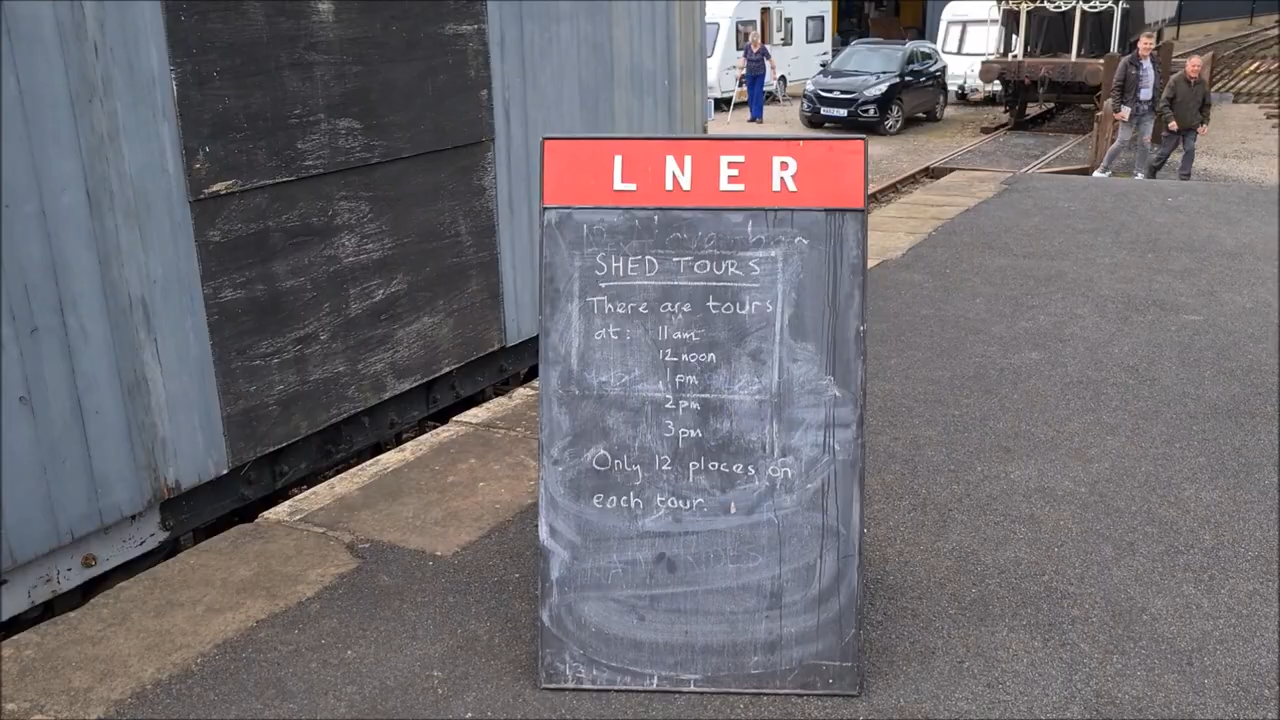 LNER
SHED TOURS
There are tours
at: 11am
12 noon
1pm
2pm
3pm
Only 12 places on
each tour.